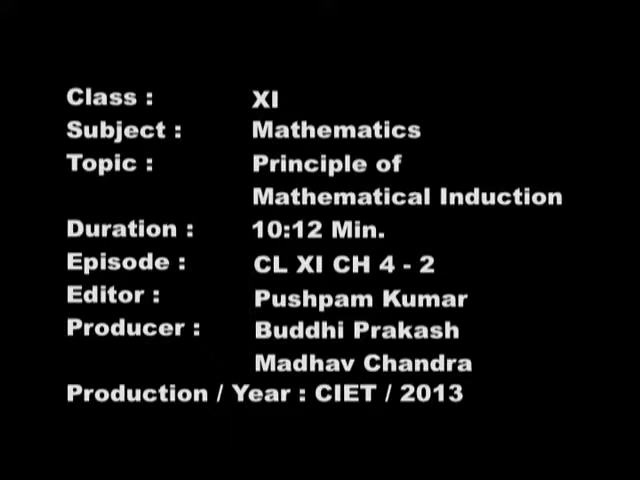 Class : XI
Subject : Mathematics
Topic : Principle of
Mathematical Induction
Duration : 10:12 Min.
Episode : CL XI CH 4 - 2
Editor : Pushpam Kumar
Producer : Buddhi Prakash
Madhav Chandra
Production / Year : CIET / 2013